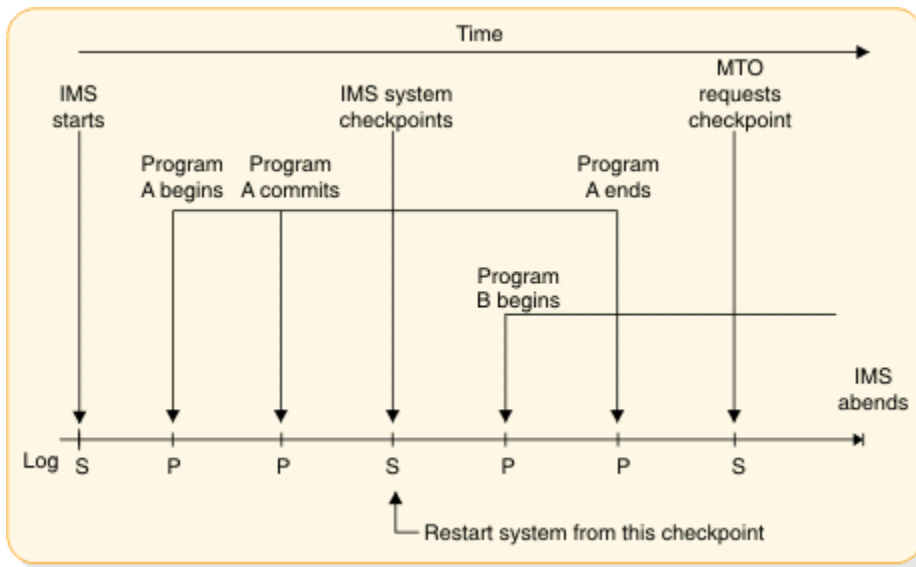 Time
IMS
starts
IMS system
checkpoints
MTO
requests
checkpoint
Program
A begins
Program
A commits
Program
A ends
Program
B begins
IMS
abends
Log S P P S P P S
Restart system from this checkpoint